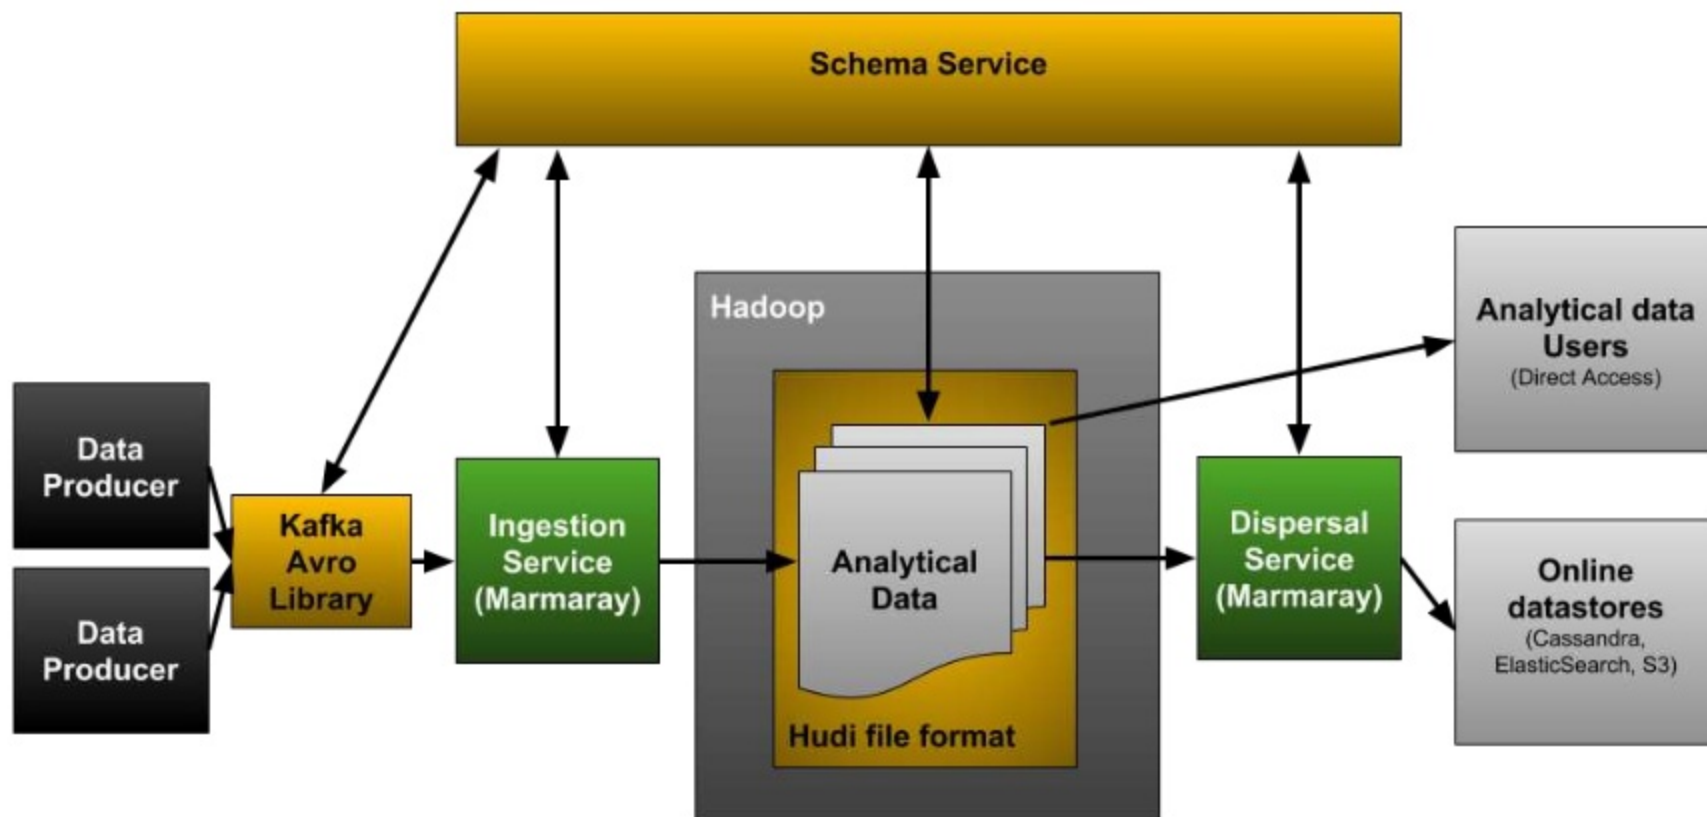 Schema Service
Hadoop
Analytical data
Users
(Direct Access)
Data
Producer
Kafka
Avro
Library
Ingestion
Service
(Marmaray)
Analytical
Data
Dispersal
Service
(Marmaray)
Online
datastores
(Cassandra,
ElasticSearch, S3)
Data
Producer
Hudi file format